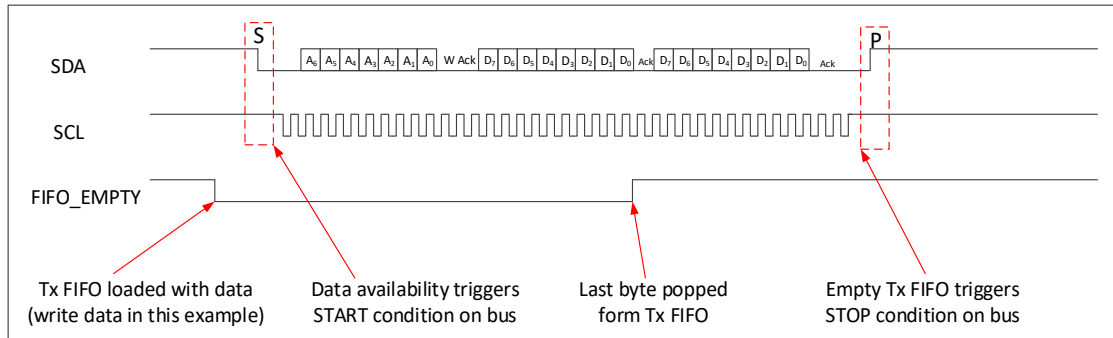 S
P
SDA
A6 A5 A4 A3 A2 A1 A0 W Ack D7 D6 D5 D4 D3 D2 D1 D0 Ack D7 D6 D5 D4 D3 D2 D1 D0 Ack
SCL
FIFO_EMPTY
Tx FIFO loaded with data
(write data in this example)
Data availability triggers
START condition on bus
Last byte popped
form Tx FIFO
Empty Tx FIFO triggers
STOP condition on bus